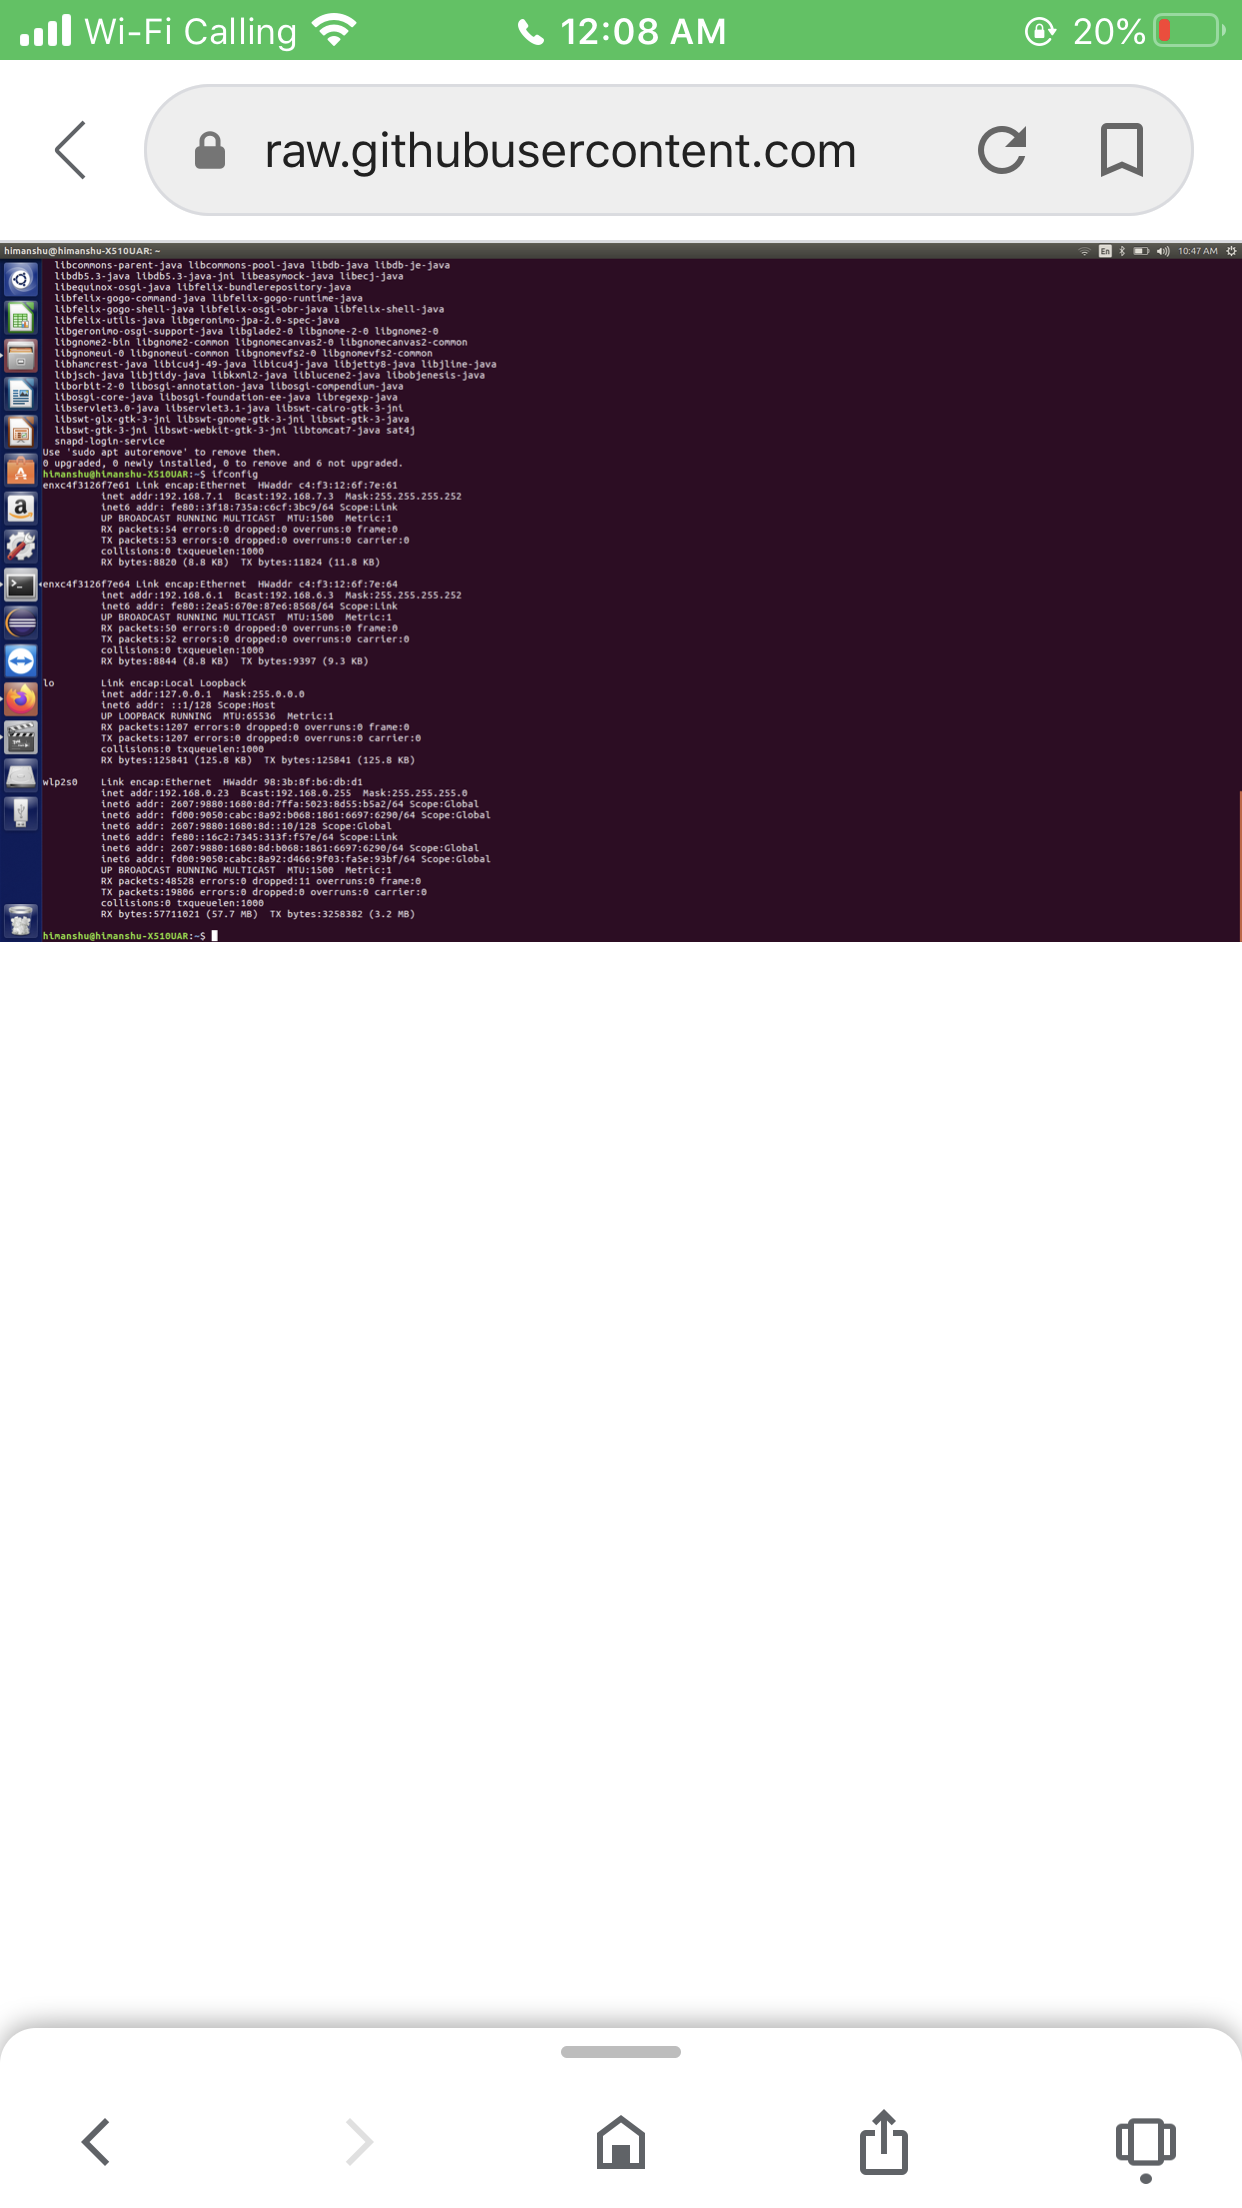 Wi-Fi Calling 12:08 AM 20%
raw.githubusercontent.com
himanshu@himanshu-X510UAR: ~ En 10:47 AM
libcommons-parent-java libcommons-pool-java libdb-java libdb-je-java
libdb5.3-java libdb5.3-java-jni libeasymock-java libecj-java
libequinox-osgi-java libfelix-bundlerepository-java
libfelix-gogo-command-java libfelix-gogo-runtime-java
libfelix-gogo-shell-java libfelix-osgi-obr-java libfelix-shell-java
libfelix-utils-java libgeronimo-jpa-2.0-spec-java
libgeronimo-osgi-support-java libglade2-0 libgnome-2-0 libgnome2-0
libgnome2-bin libgnome2-common libgnomecanvas2-0 libgnomecanvas2-common
libgnomeui-0 libgnomeui-common libgnomevfs2-0 libgnomevfs2-common
libhamcrest-java libicu4j-49-java libicu4j-java libjetty8-java libjline-java
libjsch-java libjtidy-java libkxml2-java liblucene2-java libobjenesis-java
liborbit-2-0 libosgi-annotation-java libosgi-compendium-java
libosgi-core-java libosgi-foundation-ee-java libregexp-java
libservlet3.0-java libservlet3.1-java libswt-cairo-gtk-3-jni
libswt-glx-gtk-3-jni libswt-gnome-gtk-3-jni libswt-gtk-3-java
libswt-gtk-3-jni libswt-webkit-gtk-3-jni libtomcat7-java sat4j
snapd-login-service
Use 'sudo apt autoremove' to remove them.
0 upgraded, 0 newly installed, 0 to remove and 6 not upgraded.
himanshu@himanshu-X510UAR:~$ ifconfig
enxc4f3126f7e61 Link encap:Ethernet HWaddr c4:f3:12:6f:7e:61
inet addr:192.168.7.1 Bcast:192.168.7.3 Mask:255.255.255.252
inet6 addr: fe80::3f18:735a:c6cf:3bc9/64 Scope:Link
UP BROADCAST RUNNING MULTICAST MTU:1500 Metric:1
RX packets:54 errors:0 dropped:0 overruns:0 frame:0
TX packets:53 errors:0 dropped:0 overruns:0 carrier:0
collisions:0 txqueuelen:1000
RX bytes:8820 (8.8 KB) TX bytes:11824 (11.8 KB)
enxc4f3126f7e64 Link encap:Ethernet HWaddr c4:f3:12:6f:7e:64
inet addr:192.168.6.1 Bcast:192.168.6.3 Mask:255.255.255.252
inet6 addr: fe80::2ea5:670e:87e6:8568/64 Scope:Link
UP BROADCAST RUNNING MULTICAST MTU:1500 Metric:1
RX packets:50 errors:0 dropped:0 overruns:0 frame:0
TX packets:52 errors:0 dropped:0 overruns:0 carrier:0
collisions:0 txqueuelen:1000
RX bytes:8844 (8.8 KB) TX bytes:9397 (9.3 KB)
lo Link encap:Local Loopback
inet addr:127.0.0.1 Mask:255.0.0.0
inet6 addr: ::1/128 Scope:Host
UP LOOPBACK RUNNING MTU:65536 Metric:1
RX packets:1207 errors:0 dropped:0 overruns:0 frame:0
TX packets:1207 errors:0 dropped:0 overruns:0 carrier:0
collisions:0 txqueuelen:1000
RX bytes:125841 (125.8 KB) TX bytes:125841 (125.8 KB)
wlp2s0 Link encap:Ethernet HWaddr 98:3b:8f:b6:db:d1
inet addr:192.168.0.23 Bcast:192.168.0.255 Mask:255.255.255.0
inet6 addr: 2607:9880:1680:8d:7ffa:5023:8d55:b5a2/64 Scope:Global
inet6 addr: fd00:9050:cabc:8a92:b068:1861:6697:6290/64 Scope:Global
inet6 addr: 2607:9880:1680:8d::10/128 Scope:Global
inet6 addr: fe80::16c2:7345:313f:f57e/64 Scope:Link
inet6 addr: 2607:9880:1680:8d:b068:1861:6697:6290/64 Scope:Global
inet6 addr: fd00:9050:cabc:8a92:d466:9f03:fa5e:93bf/64 Scope:Global
UP BROADCAST RUNNING MULTICAST MTU:1500 Metric:1
RX packets:48528 errors:0 dropped:11 overruns:0 frame:0
TX packets:19806 errors:0 dropped:0 overruns:0 carrier:0
collisions:0 txqueuelen:1000
RX bytes:57711021 (57.7 MB) TX bytes:3258382 (3.2 MB)
himanshu@himanshu-X510UAR:~$